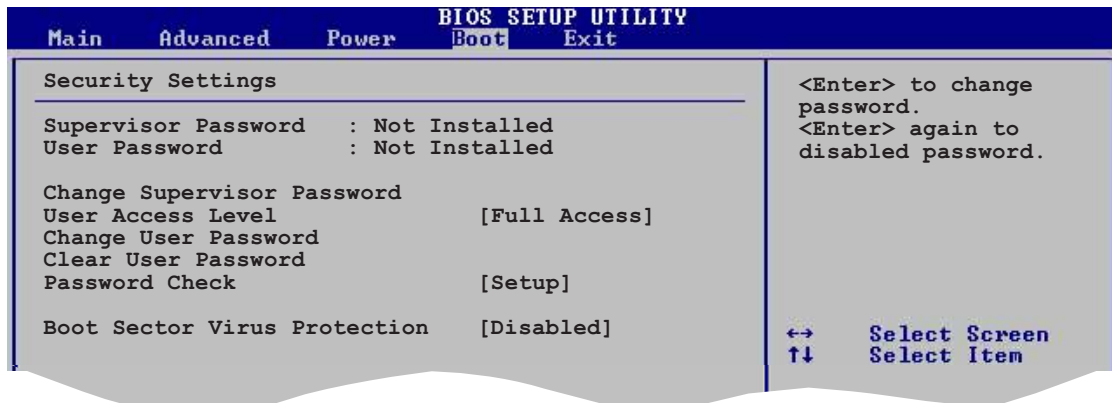 BIOS SETUP UTILITY
Main Advanced Power Boot Exit
Security Settings
Supervisor Password : Not Installed
User Password : Not Installed
Change Supervisor Password
User Access Level [Full Access]
Change User Password
Clear User Password
Password Check [Setup]
Boot Sector Virus Protection [Disabled]
<Enter> to change
password.
<Enter> again to
disabled password.
←→ Select Screen
↑↓ Select Item